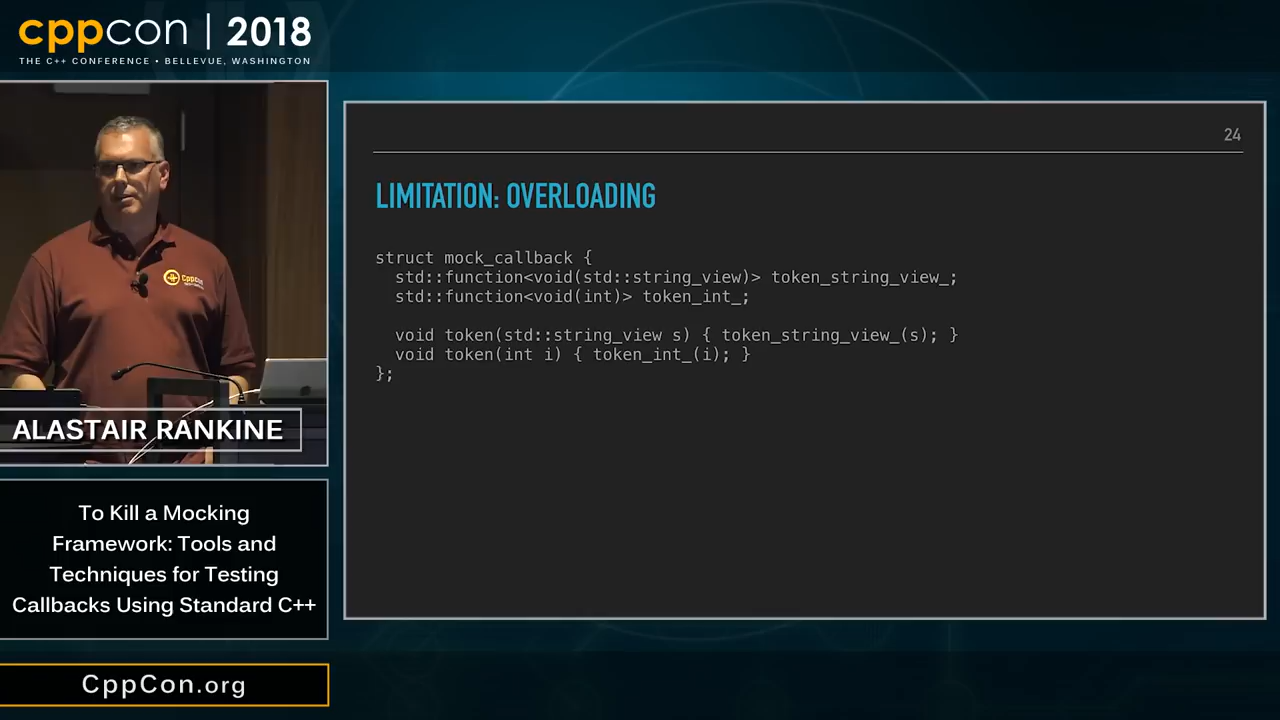 cppcon | 2018
THE C++ CONFERENCE • BELLEVUE, WASHINGTON
CppCon
ALASTAIR RANKINE
To Kill a Mocking
Framework: Tools and
Techniques for Testing
Callbacks Using Standard C++
CppCon.org
24
LIMITATION: OVERLOADING
struct mock_callback {
  std::function<void(std::string_view)> token_string_view_;
  std::function<void(int)> token_int_;
  void token(std::string_view s) { token_string_view_(s); }
  void token(int i) { token_int_(i); }
};